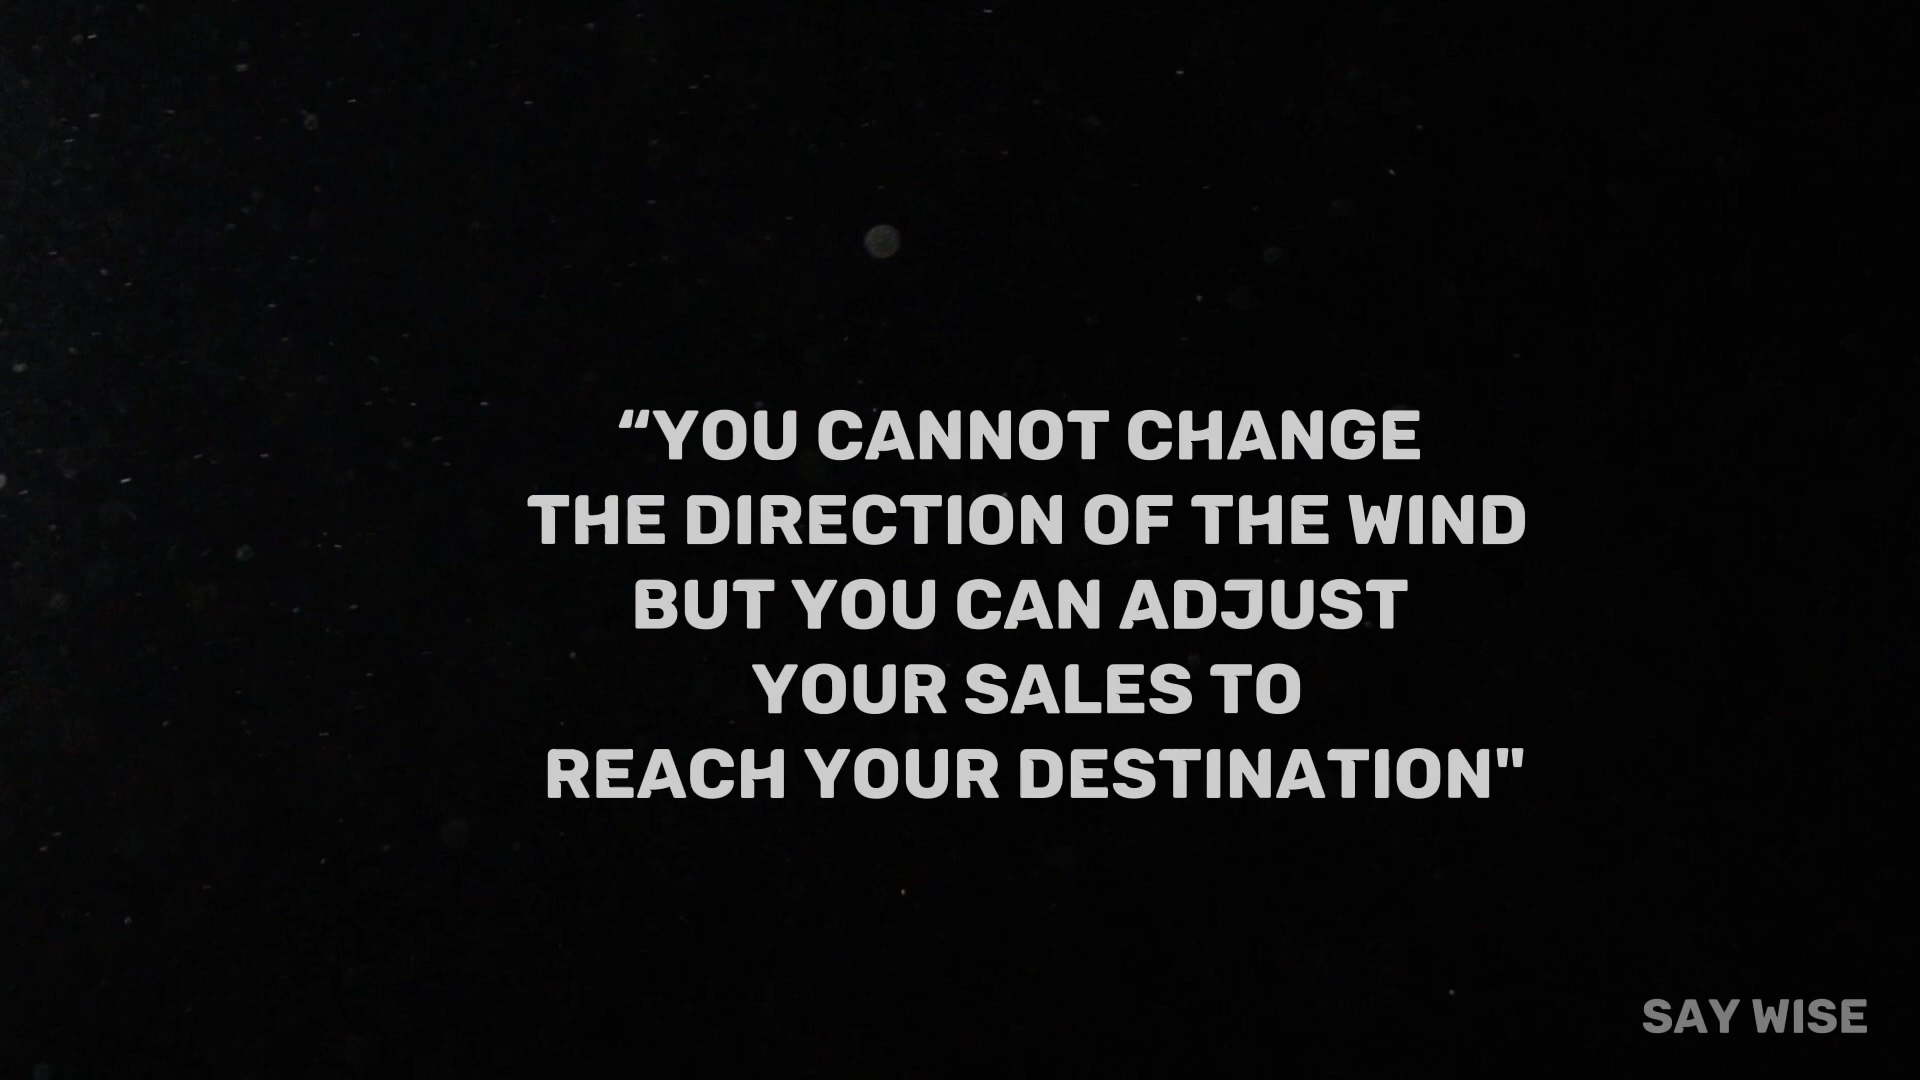 “YOU CANNOT CHANGE
THE DIRECTION OF THE WIND
BUT YOU CAN ADJUST
YOUR SALES TO
REACH YOUR DESTINATION"
SAY WISE